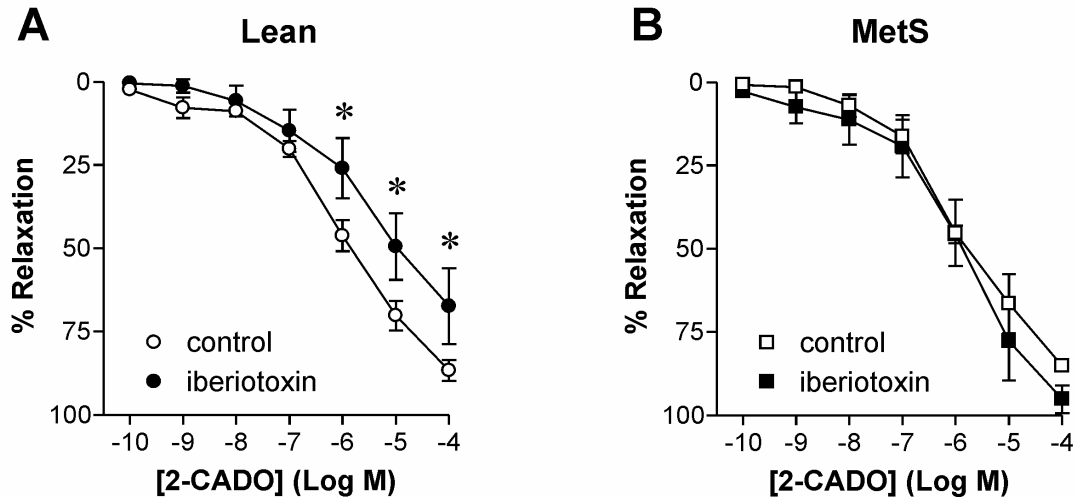 A
Lean
% Relaxation
0
25
50
75
100
*
*
*
control
iberiotoxin
-10 -9 -8 -7 -6 -5 -4
[2-CADO] (Log M)
B
MetS
% Relaxation
0
25
50
75
100
control
iberiotoxin
-10 -9 -8 -7 -6 -5 -4
[2-CADO] (Log M)